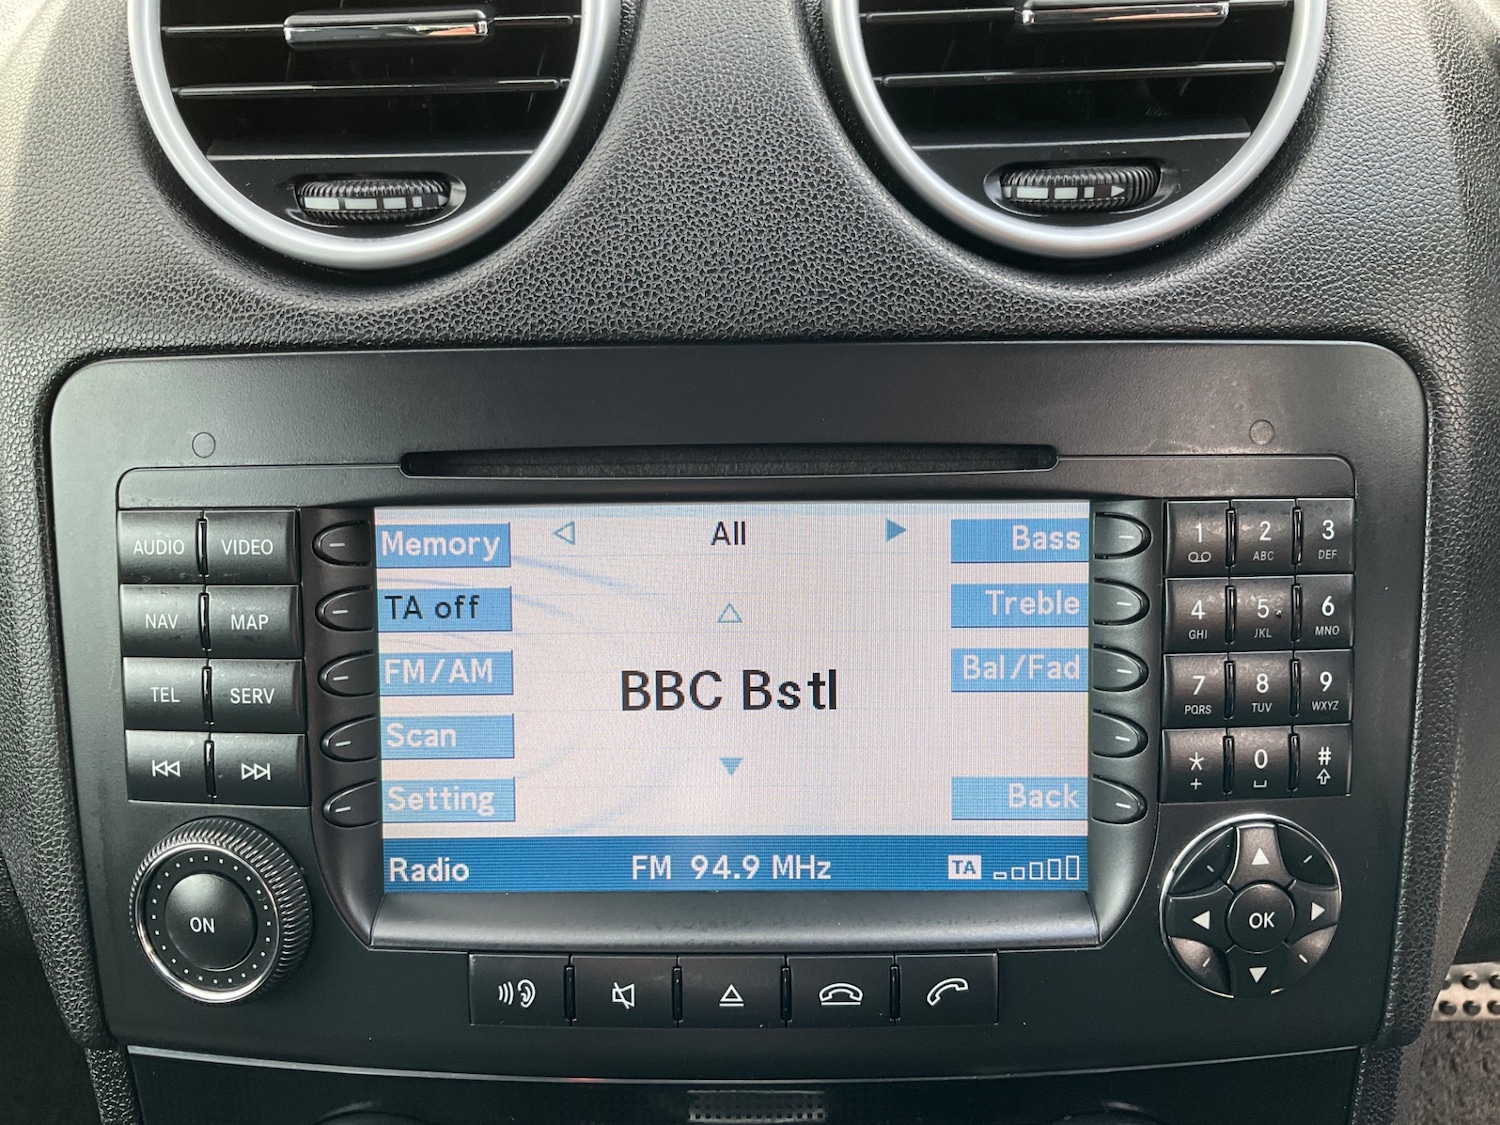 AUDIO
VIDEO
NAV
MAP
TEL
SERV
ON
Memory
TA off
FM/AM
Scan
Setting
All
BBC Bstl
Bass
Treble
Bal/Fad
Back
Radio
FM 94.9 MHz
TA
1
2 ABC
3 DEF
4 GHI
5 JKL
6 MNO
7 PQRS
8 TUV
9 WXYZ
* +
0
#
OK